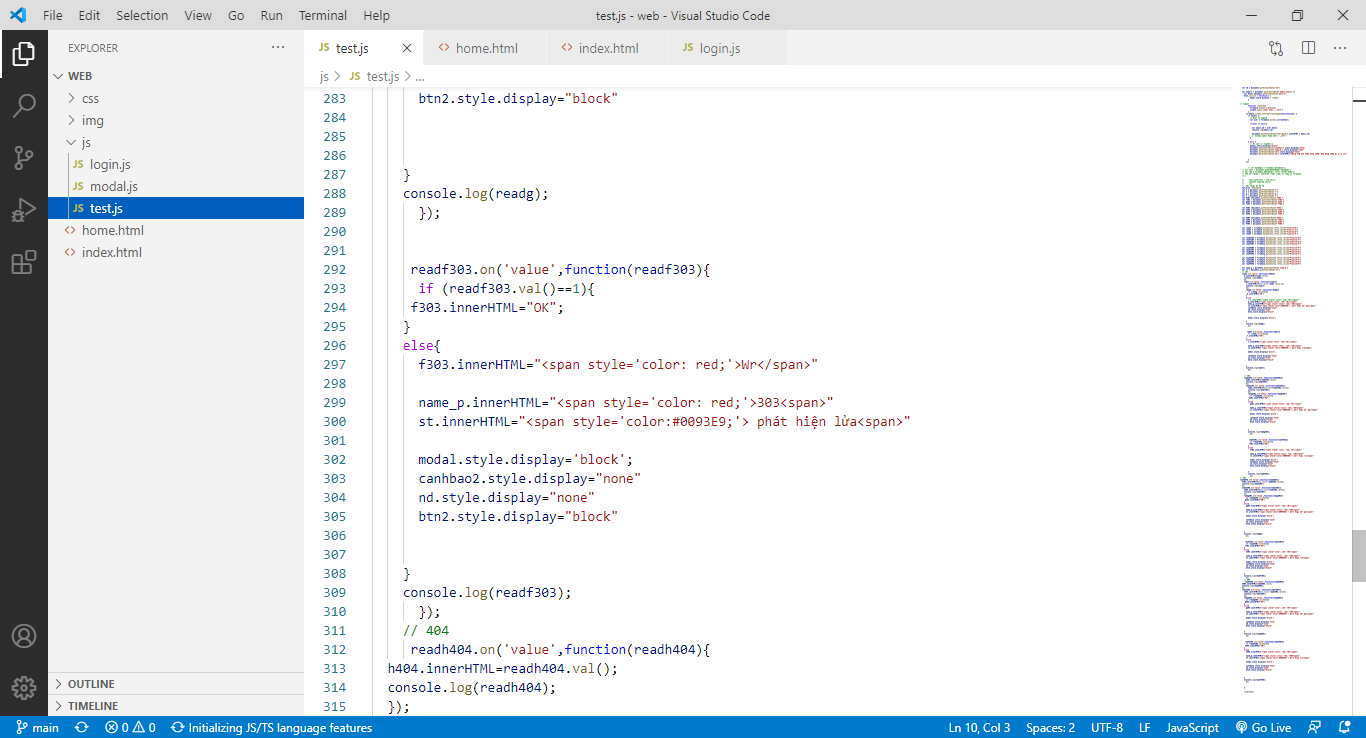 File Edit Selection View Go Run Terminal Help
test.js - web - Visual Studio Code
EXPLORER
WEB
css
img
js
JS login.js
JS modal.js
JS test.js
<> home.html
<> index.html
OUTLINE
TIMELINE
JS test.js
<> home.html
<> index.html
JS login.js
js > JS test.js > ...
283 btn2.style.display="block"
284
285
286
287 }
288 console.log(readg);
289 });
290
291
292 readf303.on('value',function(readf303){
293 if (readf303.val()==1){
294 f303.innerHTML="OK";
295 }
296 else{
297 f303.innerHTML="<span style='color: red;'>Wr</span>"
298
299 name_p.innerHTML="<span style='color: red;'>303<span>"
300 st.innerHTML="<span style='color:#0093E9;'> phát hiện lửa<span>"
301
302 modal.style.display='block';
303 canhbao2.style.display="none"
304 nd.style.display="none"
305 btn2.style.display="block"
306
307
308 }
309 console.log(readf303);
310 });
311 // 404
312 readh404.on('value',function(readh404){
313 h404.innerHTML=readh404.val();
314 console.log(readh404);
315 });
main
0 0
Initializing JS/TS language features
Ln 10, Col 3
Spaces: 2
UTF-8
LF
JavaScript
Go Live